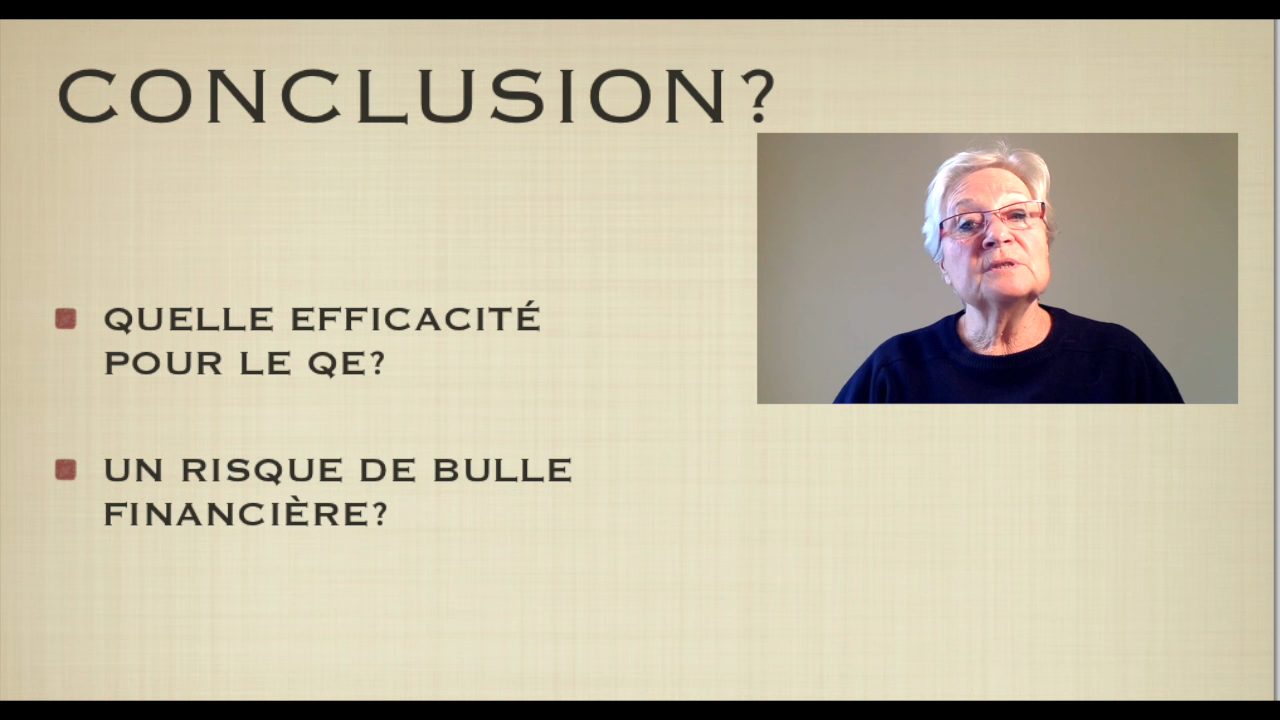 CONCLUSION?
QUELLE EFFICACITÉ
POUR LE QE?
UN RISQUE DE BULLE
FINANCIÈRE?